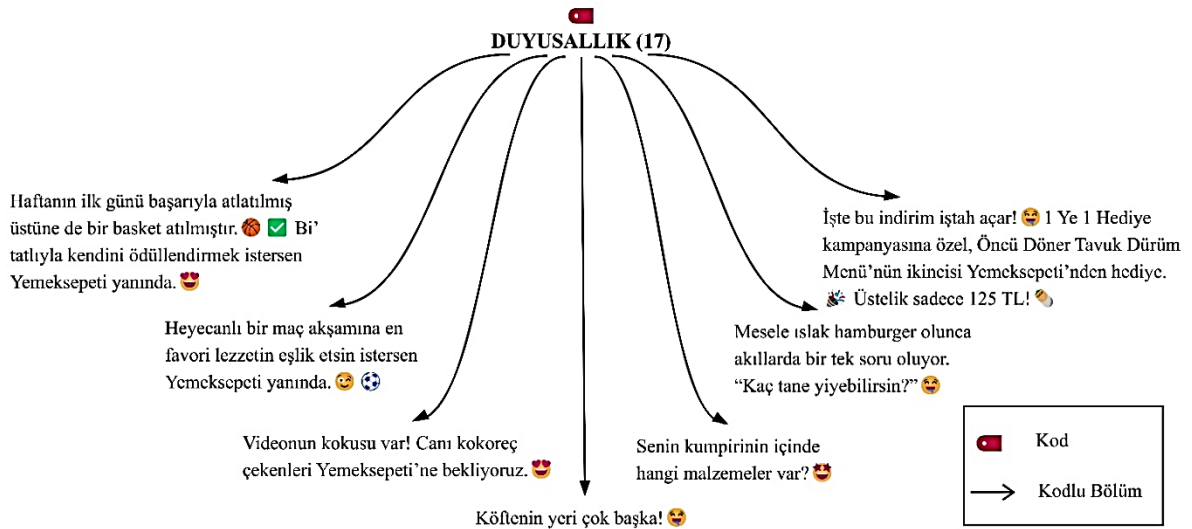 DUYUSALLIK (17)
Haftanın ilk günü başarıyla atlatılmış
üstüne de bir basket atılmıştır. 🏀 ✅ Bi’
tatlıyla kendini ödüllendirmek istersen
Yemeksepeti yanında. 😍
Heyecanlı bir maç akşamına en
favori lezzetin eşlik etsin istersen
Yemeksepeti yanında. 😉 ⚽
Videonun kokusu var! Canı kokoreç
çekenleri Yemeksepeti’ne bekliyoruz. 😍
Köftenin yeri çok başka! 😝
Senin kumpirinin içinde
hangi malzemeler var? 🤩
Mesele ıslak hamburger olunca
akıllarda bir tek soru oluyor.
“Kaç tane yiyebilirsin?” 😝
İşte bu indirim iştah açar! 😝 1 Ye 1 Hediye
kampanyasına özel, Öncü Döner Tavuk Dürüm
Menü’nün ikincisi Yemeksepeti’nden hediye.
🎉 Üstelik sadece 125 TL! 🌯
Kod
Kodlu Bölüm